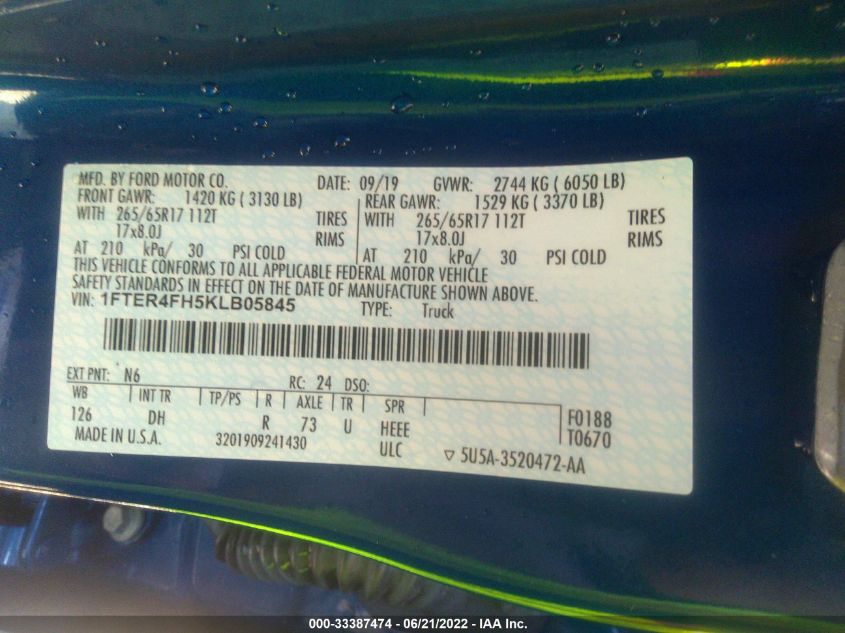 MFD. BY FORD MOTOR CO. DATE: 09/19 GVWR: 2744 KG ( 6050 LB)
FRONT GAWR: 1420 KG ( 3130 LB) REAR GAWR: 1529 KG ( 3370 LB)
WITH 265/65R17 112T TIRES WITH 265/65R17 112T TIRES
17x8.0J RIMS 17x8.0J RIMS
AT 210 kPa/ 30 PSI COLD AT 210 kPa/ 30 PSI COLD
THIS VEHICLE CONFORMS TO ALL APPLICABLE FEDERAL MOTOR VEHICLE
SAFETY STANDARDS IN EFFECT ON THE DATE OF MANUFACTURE SHOWN ABOVE.
VIN: 1FTER4FH5KLB05845 TYPE: Truck
EXT PNT: N6 RC: 24 DSO:
WB INT TR TP/PS R AXLE TR SPR
126 DH R 73 U HEEE F0188
MADE IN U.S.A. 3201909241430 ULC T0670
▽ 5U5A-3520472-AA
000-33387474 - 06/21/2022 - IAA Inc.